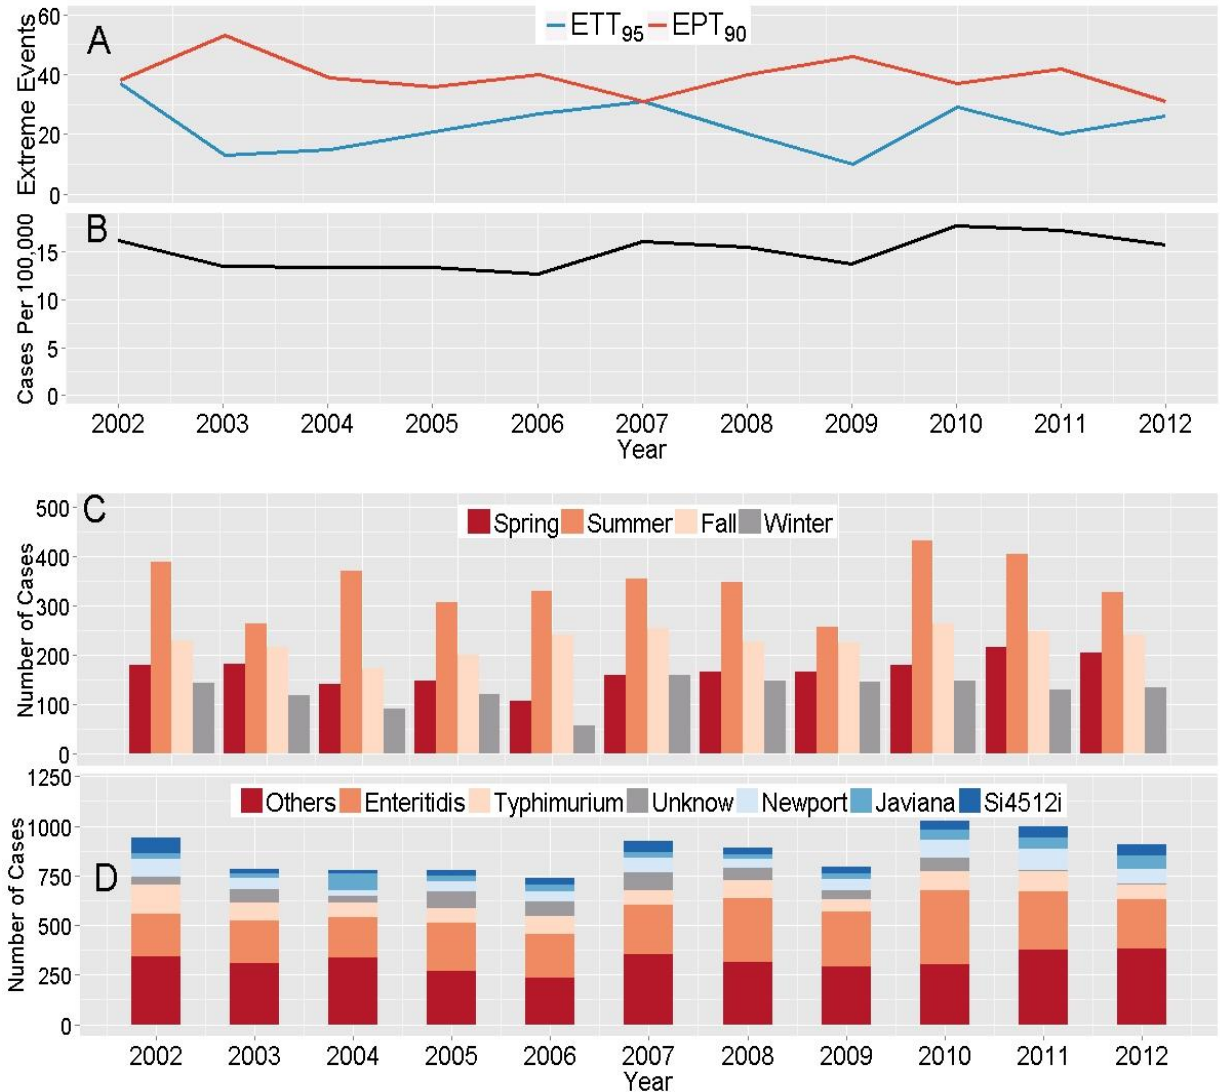 A
ETT95 EPT90
Extreme Events
60
40
20
0
B
Cases Per 100,000
15
10
5
0
2002 2003 2004 2005 2006 2007 2008 2009 2010 2011 2012
Year
C
Spring Summer Fall Winter
Number of Cases
500
400
300
200
100
0
Others Enteritidis Typhimurium Unknow Newport Javiana Si4512i
D
Number of Cases
1250
1000
750
500
250
0
2002 2003 2004 2005 2006 2007 2008 2009 2010 2011 2012
Year